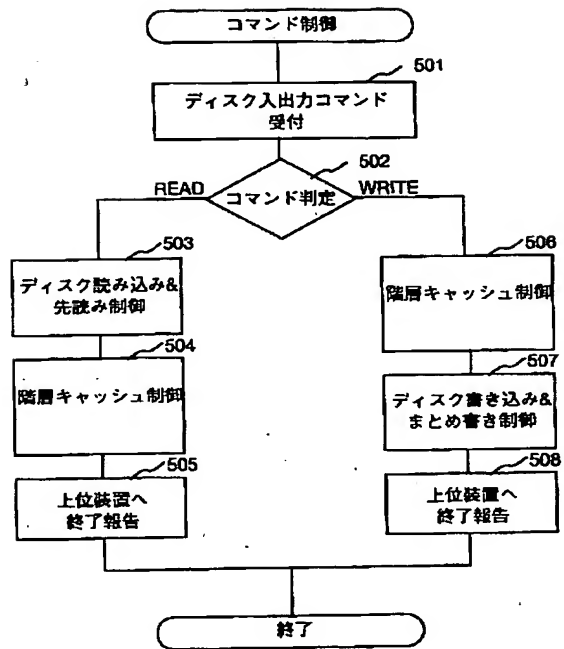 コマンド制御
501
ディスク入出力コマンド
受付
502
READ
コマンド判定
WRITE
503
ディスク読み込み&
先読み制御
504
階層キャッシュ制御
505
上位装置へ
終了報告
506
階層キャッシュ制御
507
ディスク書き込み&
まとめ書き制御
508
上位装置へ
終了報告
終了